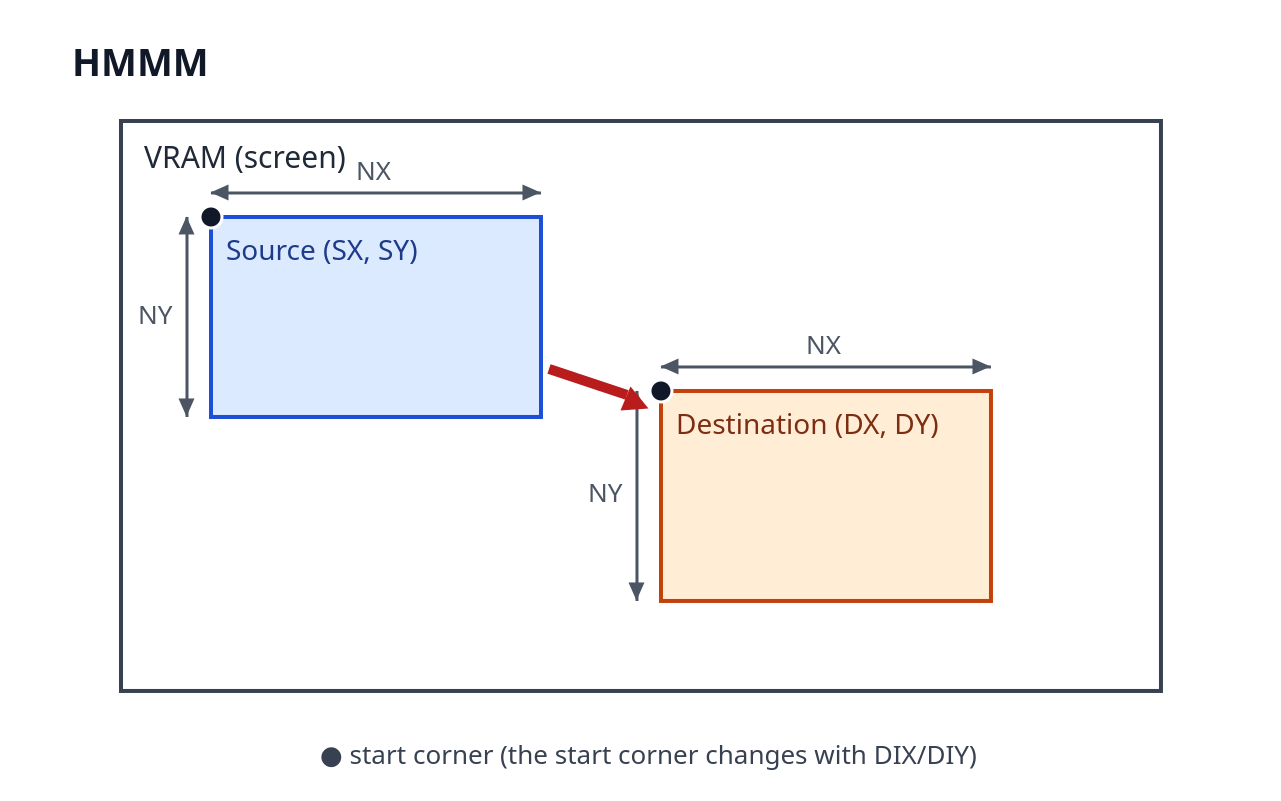 HMMM
VRAM (screen)
NX
Source (SX, SY)
NY
NX
Destination (DX, DY)
NY
● start corner (the start corner changes with DIX/DIY)